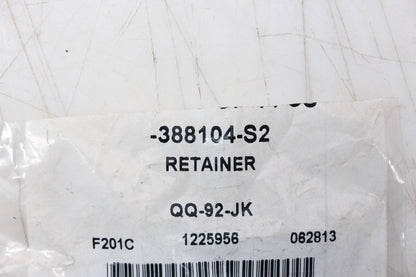 -388104-S2
RETAINER
QQ-92-JK
F201C 1225956 062813